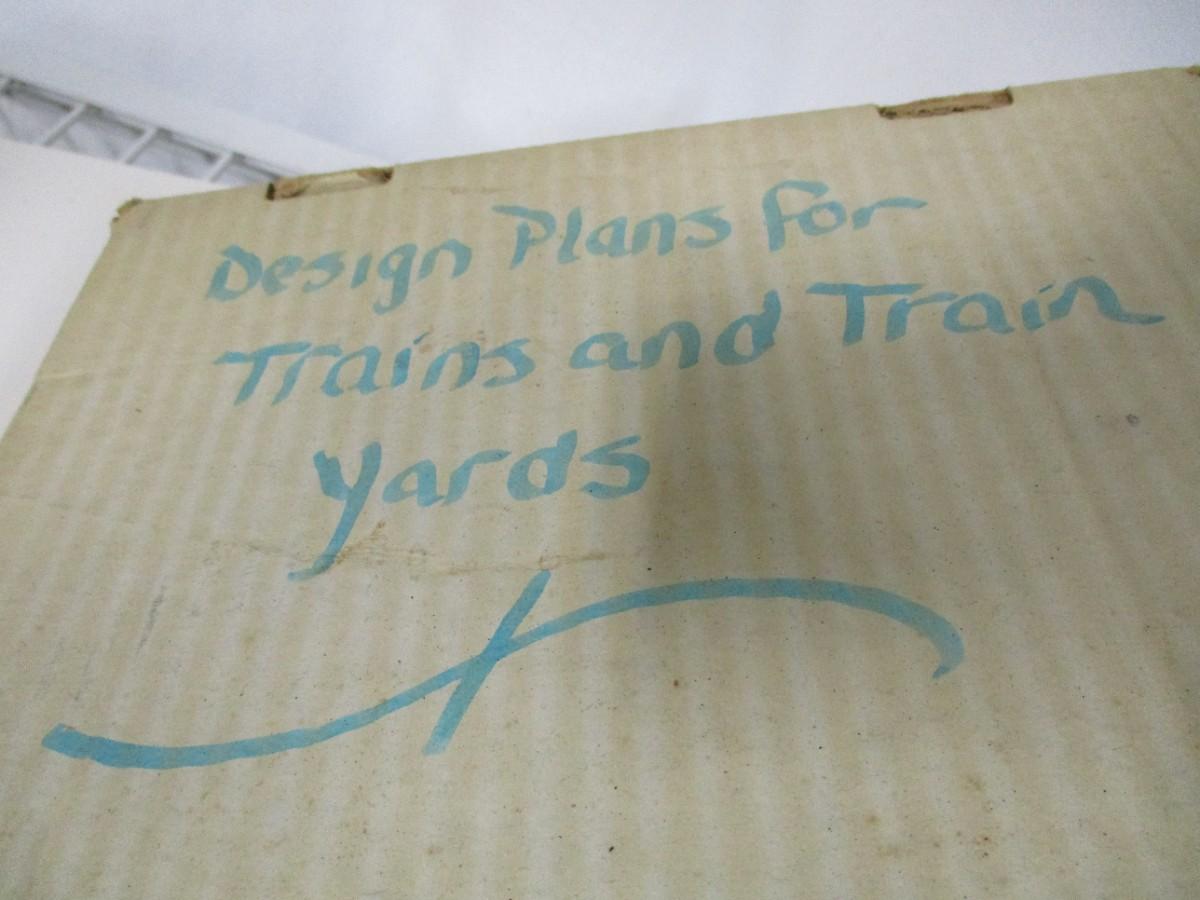 Design Plans for
Trains and Train
yards